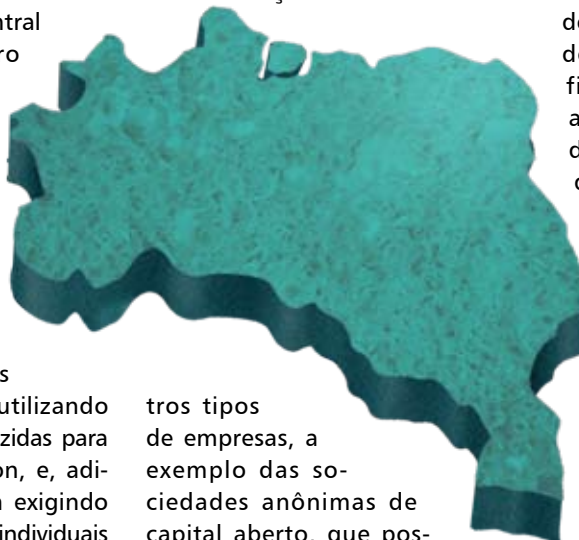 ntral
ro
s
utilizando
zidas para
on, e, adi-
exigindo
individuais
tros tipos
de empresas, a
exemplo das so-
ciedades anônimas de
capital aberto, que pos-
de
de
fi
a
d